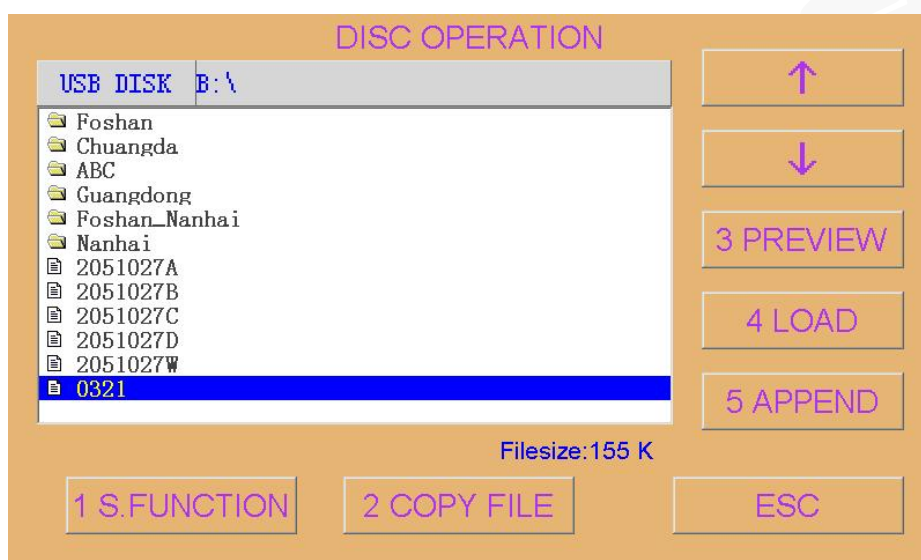 DISC OPERATION
USB DISK B:\
Foshan
Chuangda
ABC
Guangdong
Foshan_Nanhai
Nanhai
2051027A
2051027B
2051027C
2051027D
2051027W
0321
↑
↓
3 PREVIEW
4 LOAD
5 APPEND
Filesize:155 K
1 S.FUNCTION
2 COPY FILE
ESC